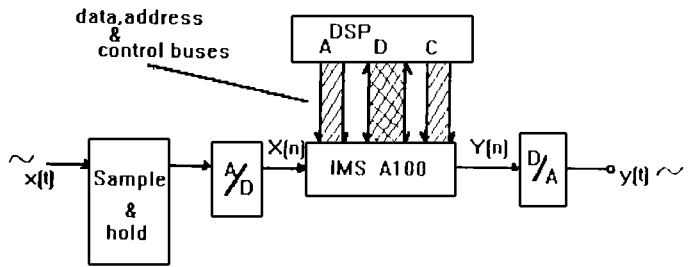 data,address
&
control buses
DSP
A D C
~ x(t)
Sample
&
hold
A/D
X(n)
IMS A100
Y(n)
D/A
y(t) ~